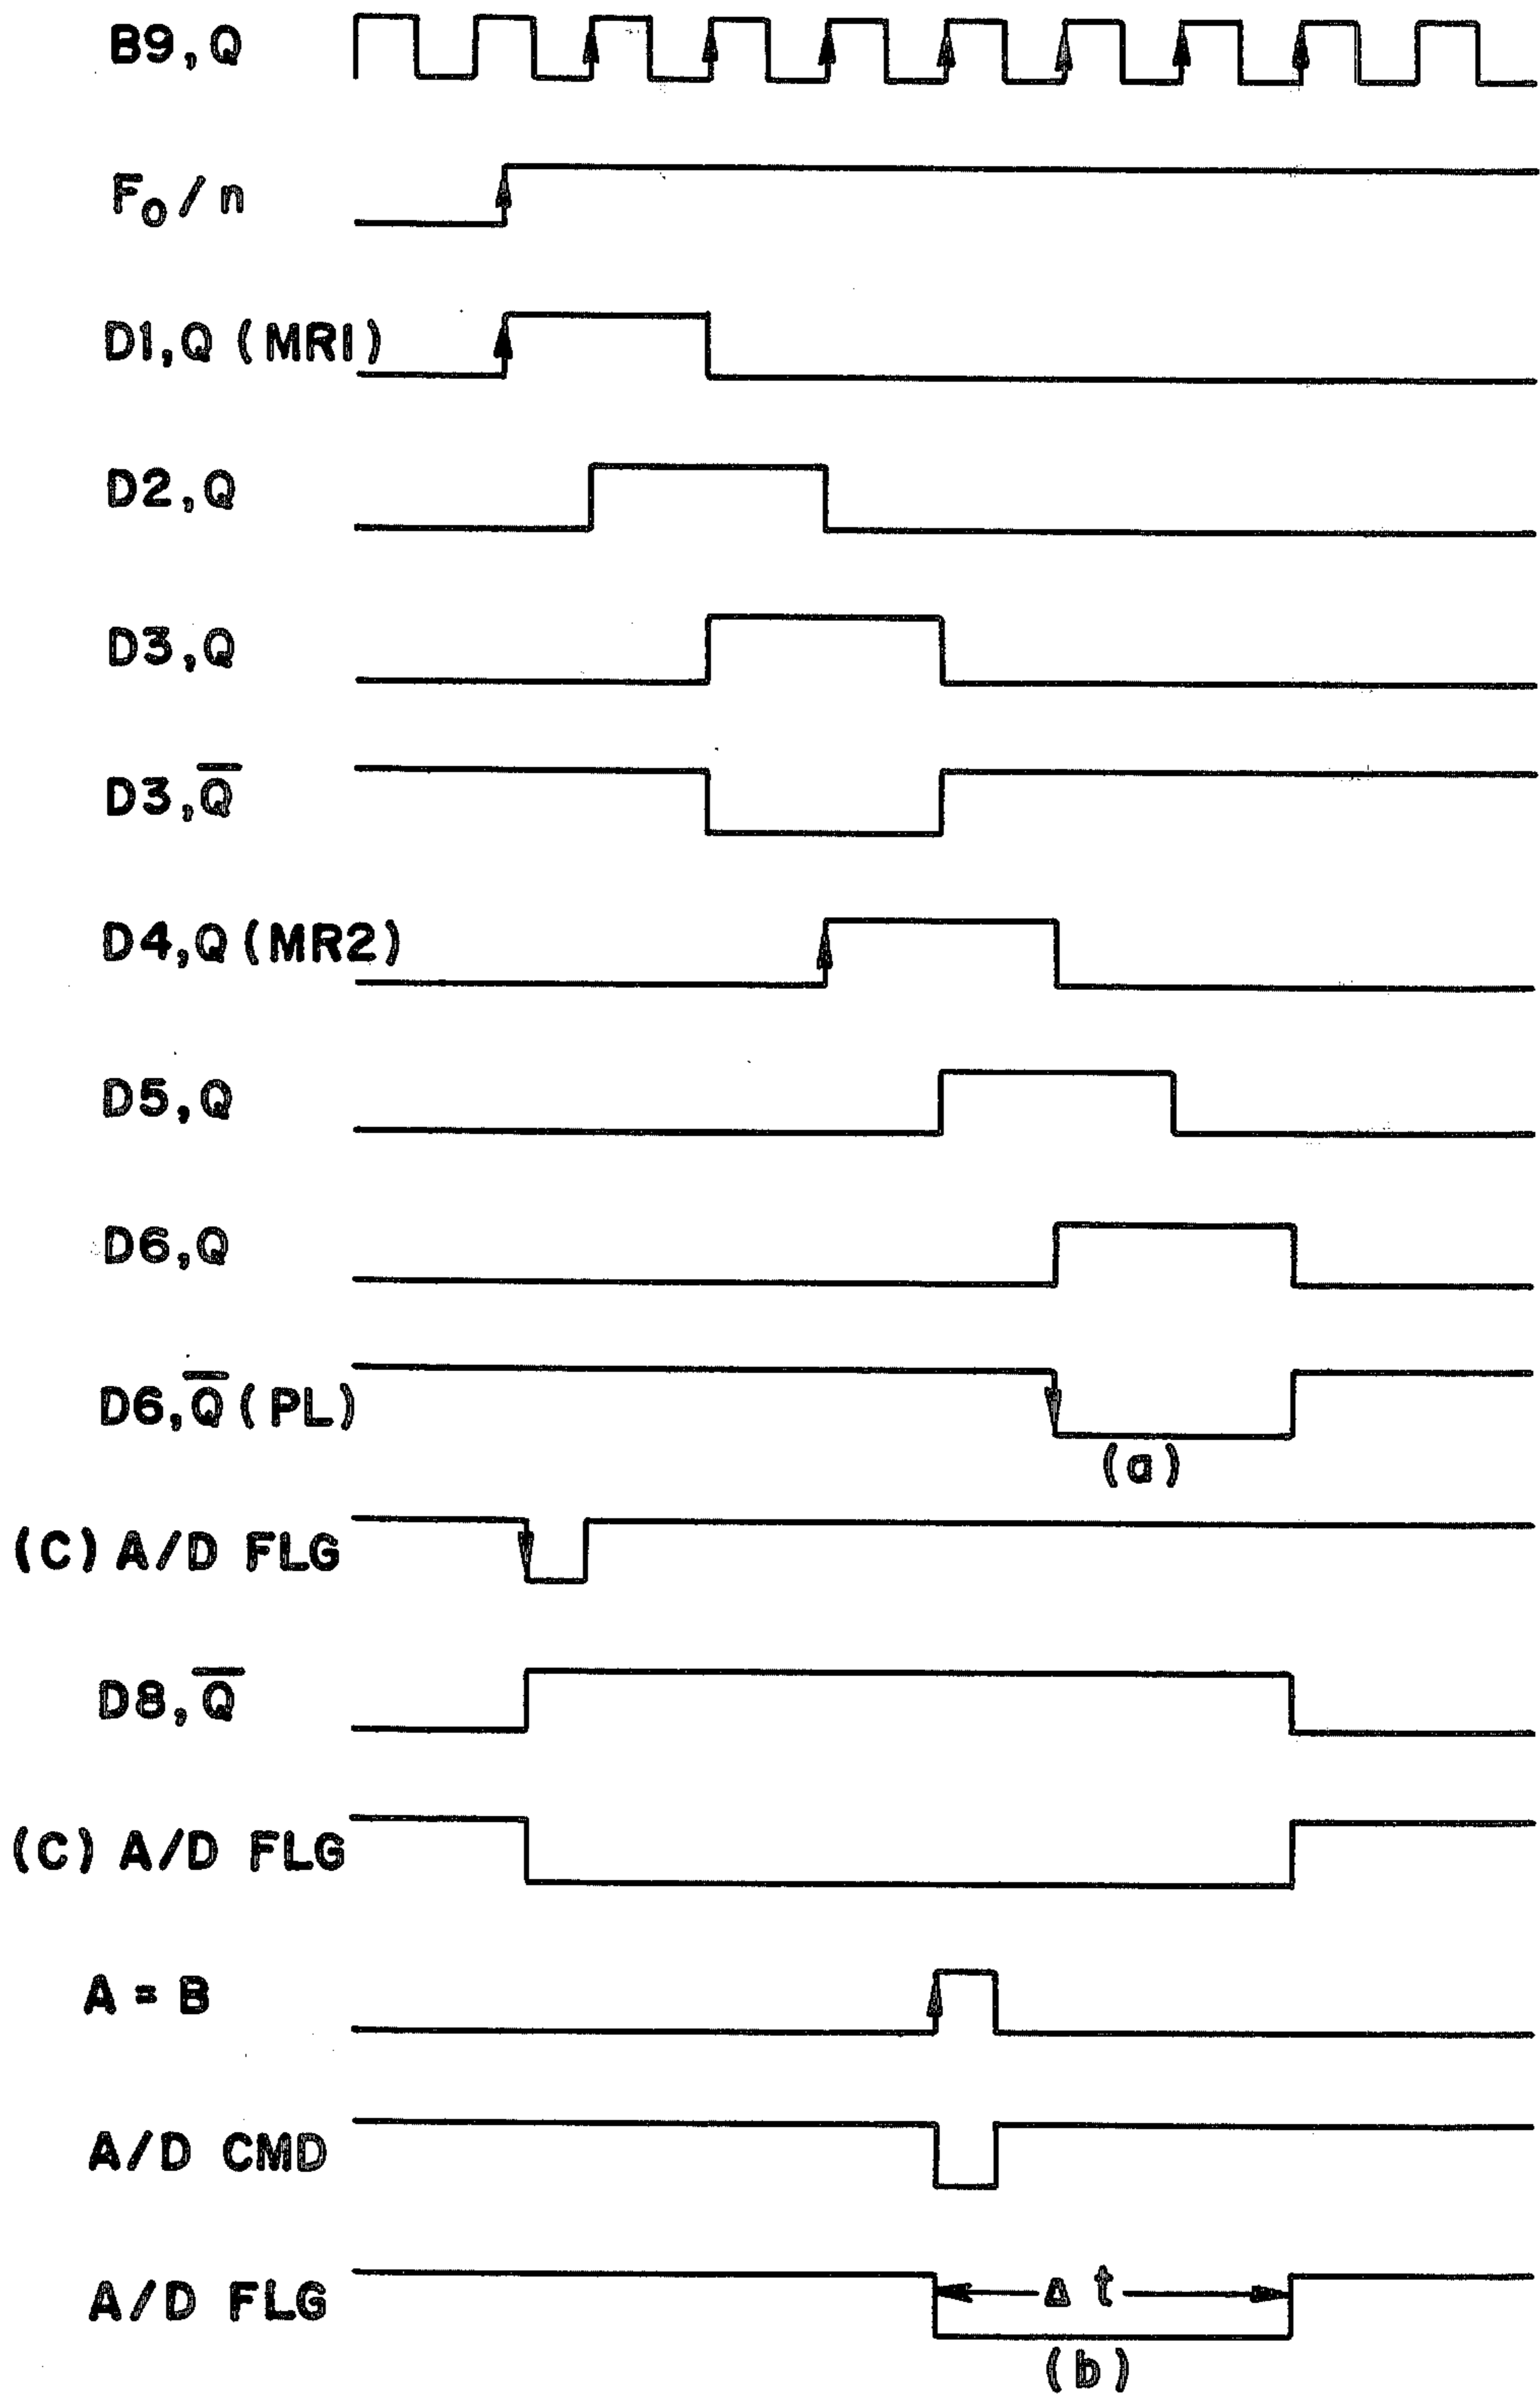 B9,Q
F₀/n
D1,Q (MR1)
D2,Q
D3,Q
D3,Q̅
D4,Q (MR2)
D5,Q
D6,Q
D6,Q̅ (PL)
(a)
(C) A/D FLG
D8,Q̅
(C) A/D FLG
A = B
A/D CMD
A/D FLG
Δ t
(b)